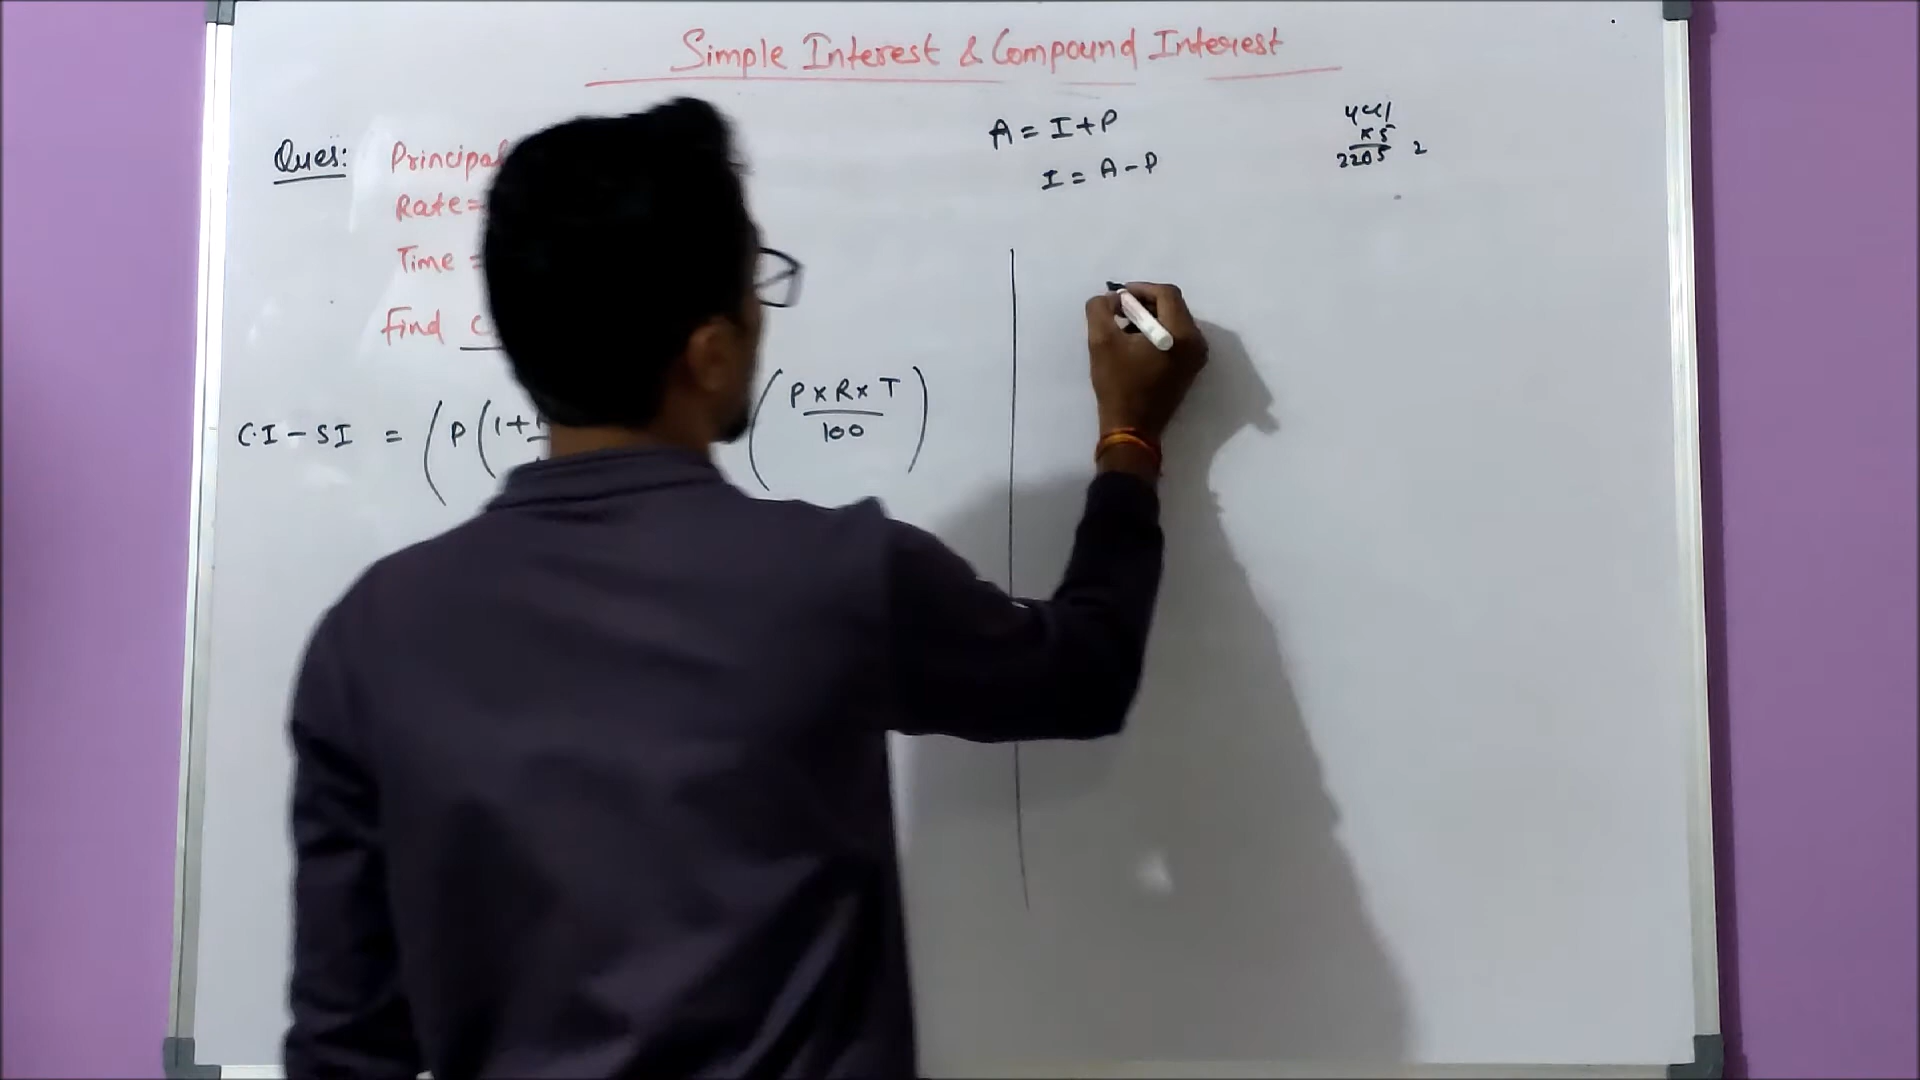 Simple Interest & Compound Interest
Ques: Principal
Rate=
Time =
Find
C.I - SI = (P(1+ (P x R x T / 100)
A = I + P
I = A - P
441
x 5
2205 2